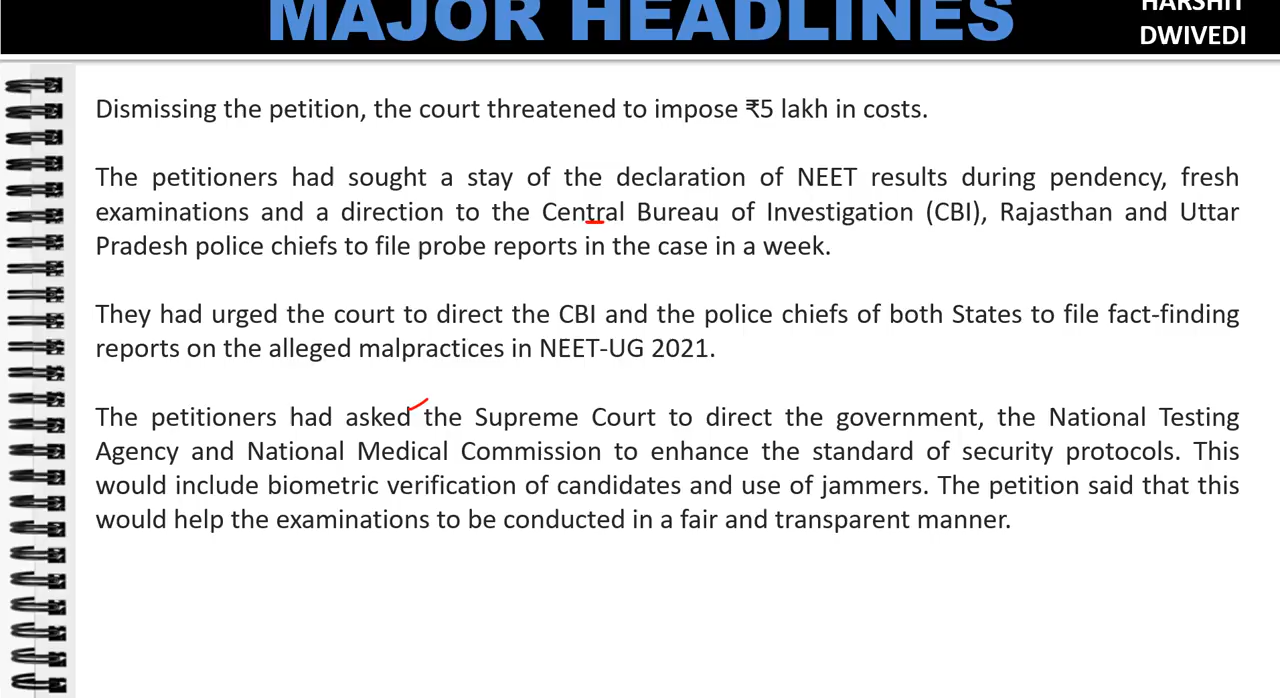 MAJOR HEADLINES
HARSHIT
DWIVEDI
Dismissing the petition, the court threatened to impose ₹5 lakh in costs.
The petitioners had sought a stay of the declaration of NEET results during pendency, fresh
examinations and a direction to the Central Bureau of Investigation (CBI), Rajasthan and Uttar
Pradesh police chiefs to file probe reports in the case in a week.
They had urged the court to direct the CBI and the police chiefs of both States to file fact-finding
reports on the alleged malpractices in NEET-UG 2021.
The petitioners had asked the Supreme Court to direct the government, the National Testing
Agency and National Medical Commission to enhance the standard of security protocols. This
would include biometric verification of candidates and use of jammers. The petition said that this
would help the examinations to be conducted in a fair and transparent manner.